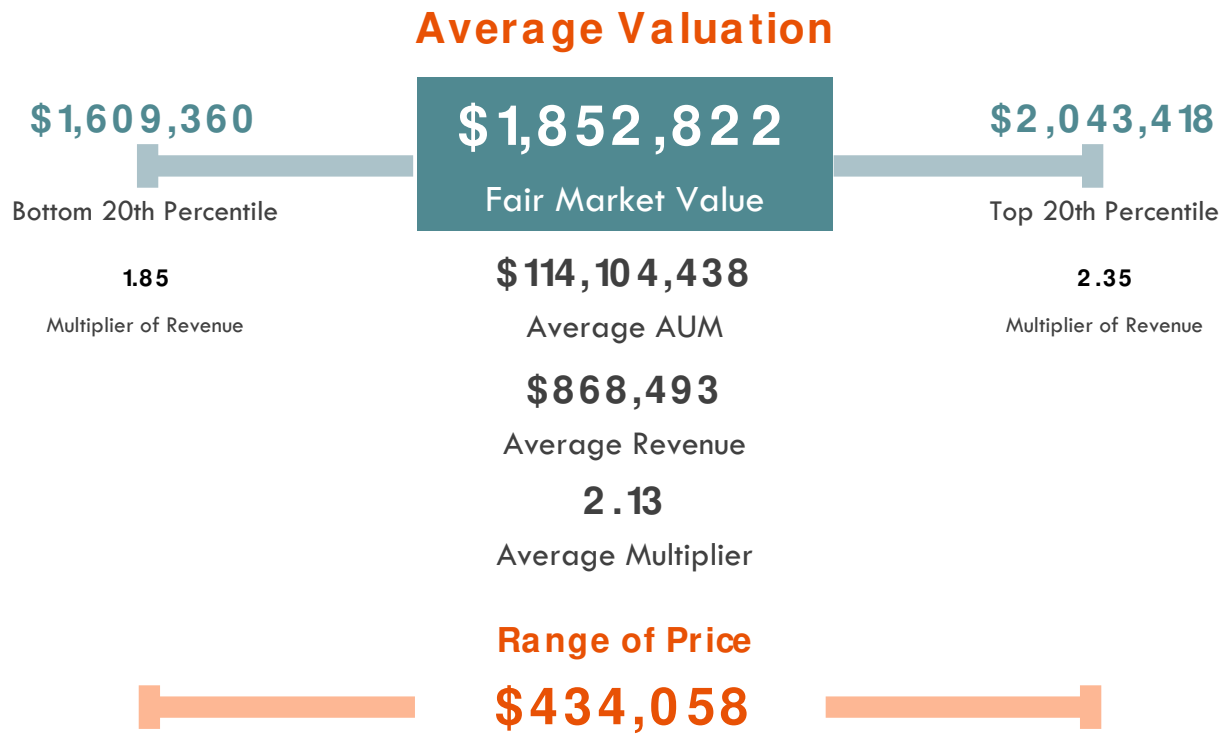 Average Valuation
$1,609,360
$1,852,822
$2,043,418
Bottom 20th Percentile
Fair Market Value
Top 20th Percentile
1.85
Multiplier of Revenue
$114,104,438
Average AUM
2.35
Multiplier of Revenue
$868,493
Average Revenue
2.13
Average Multiplier
Range of Price
$434,058